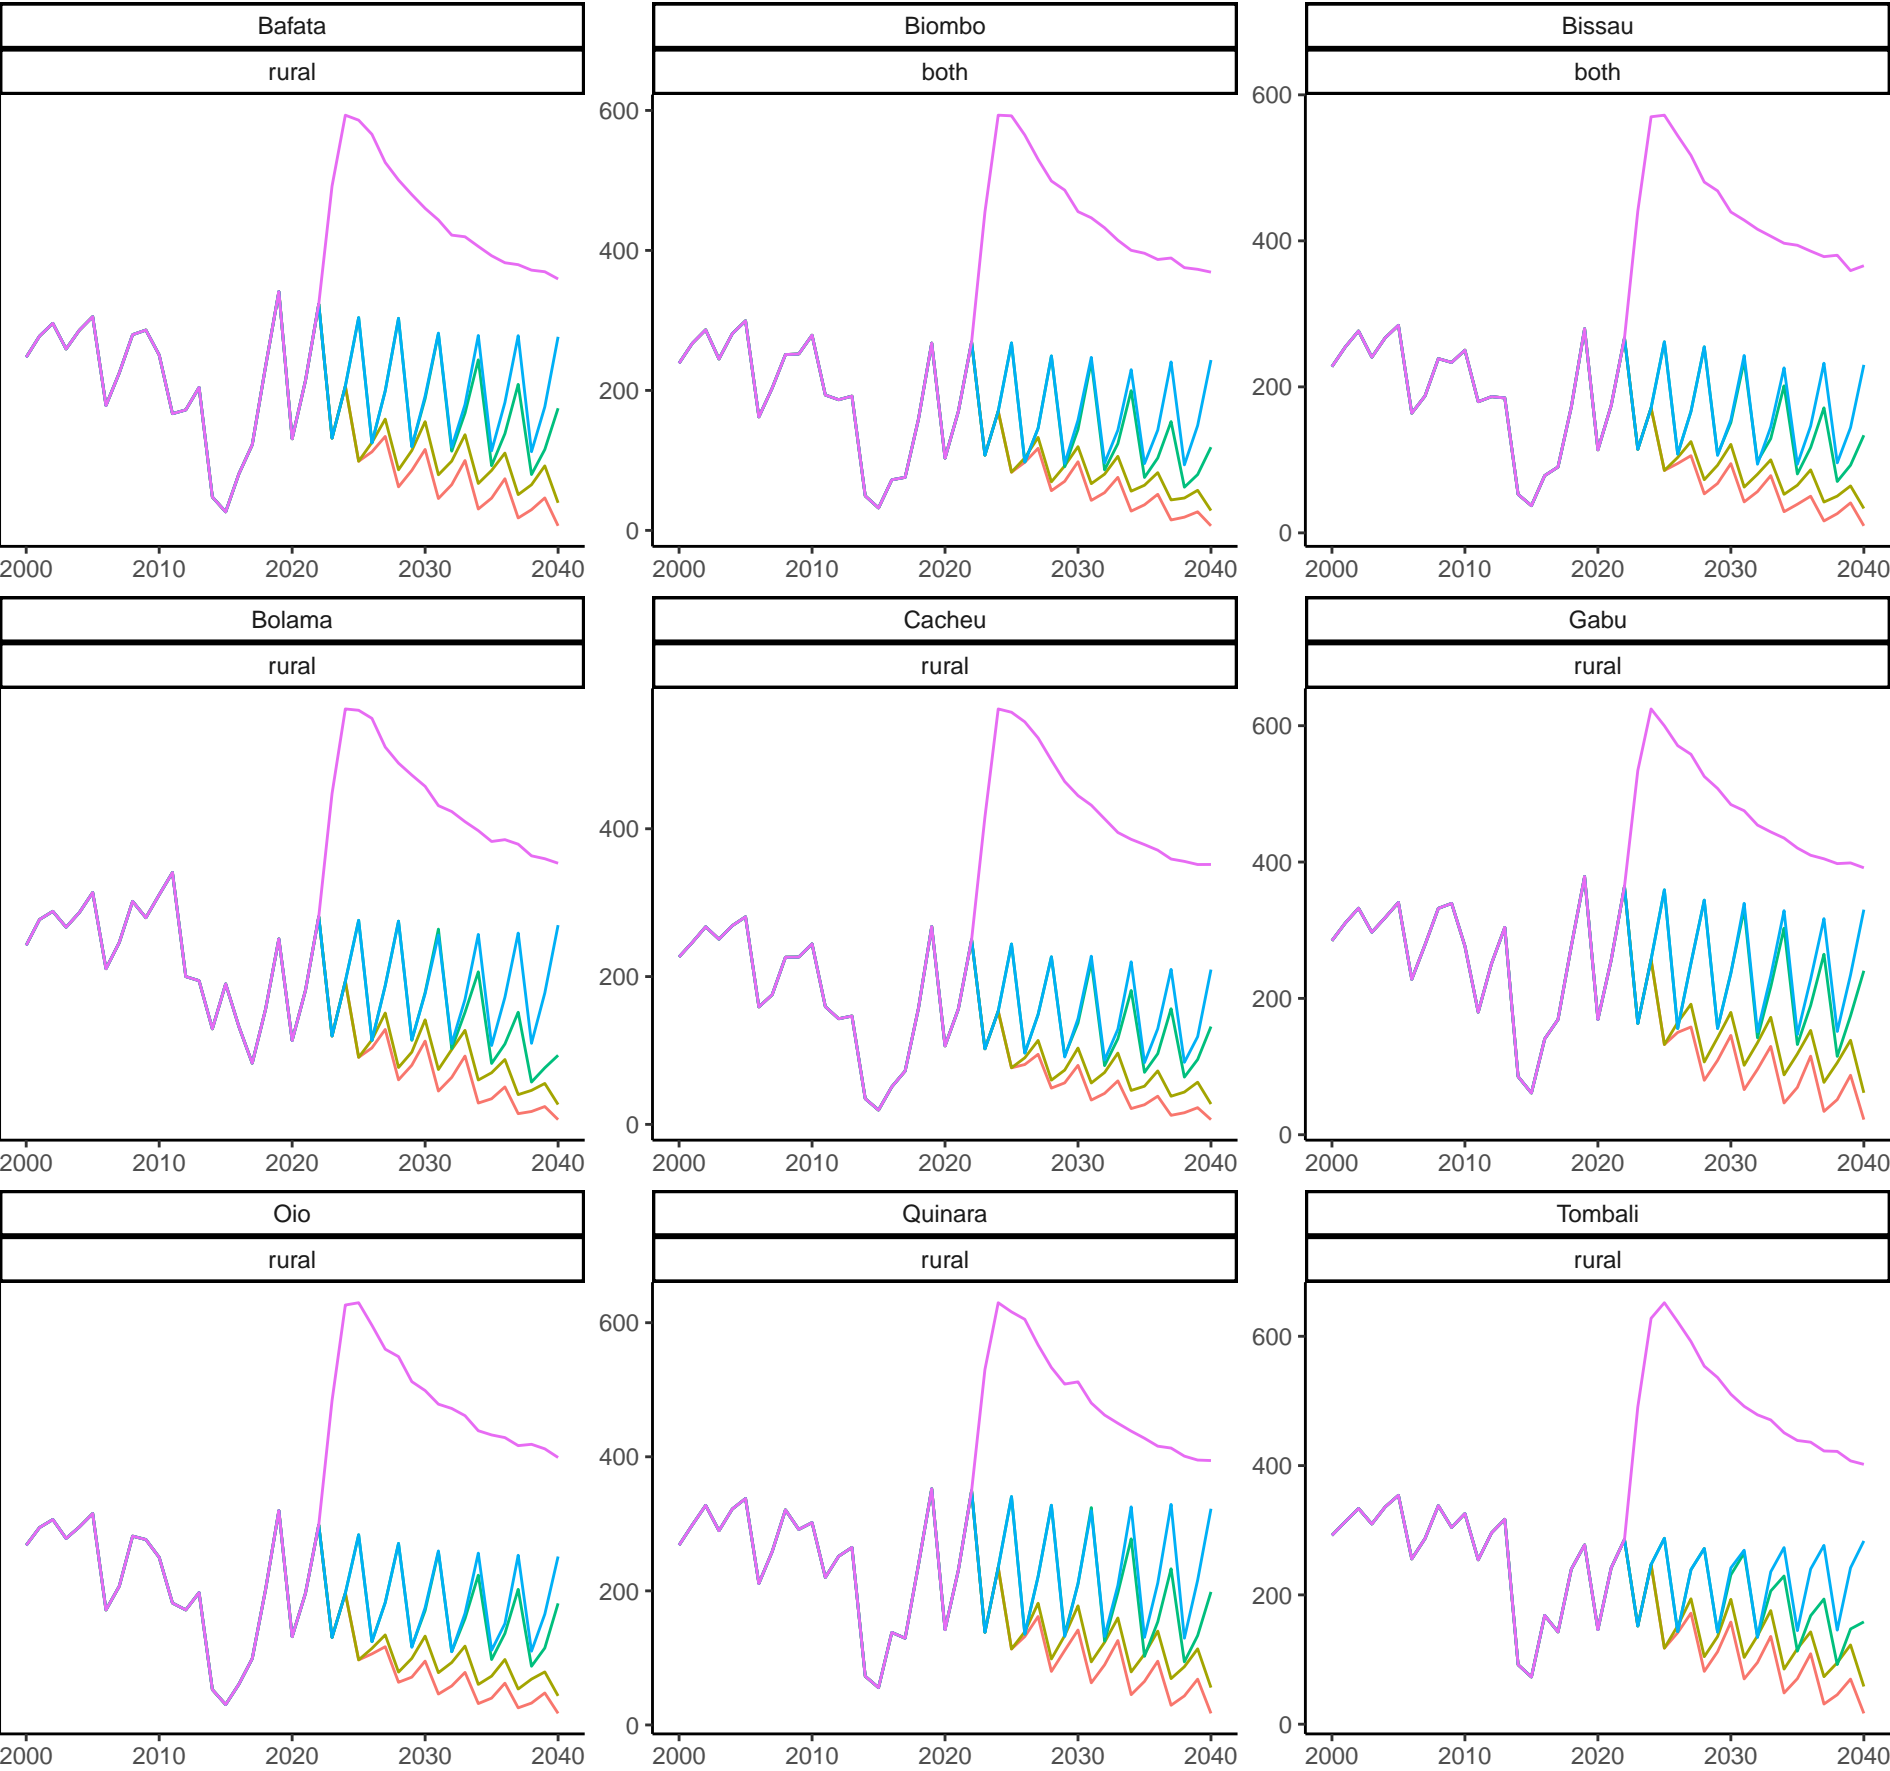 Bafata Biombo Bissau
rural both both
600 600
400 400
200 200
0 0
2000 2010 2020 2030 2040 2000 2010 2020 2030 2040 2000 2010 2020 2030 2040
Bolama Cacheu Gabu
rural rural rural
600
400 400
200 200
0 0
2000 2010 2020 2030 2040 2000 2010 2020 2030 2040 2000 2010 2020 2030 2040
Oio Quinara Tombali
rural rural rural
600 600
400 400
200 200
0 0
2000 2010 2020 2030 2040 2000 2010 2020 2030 2040 2000 2010 2020 2030 2040